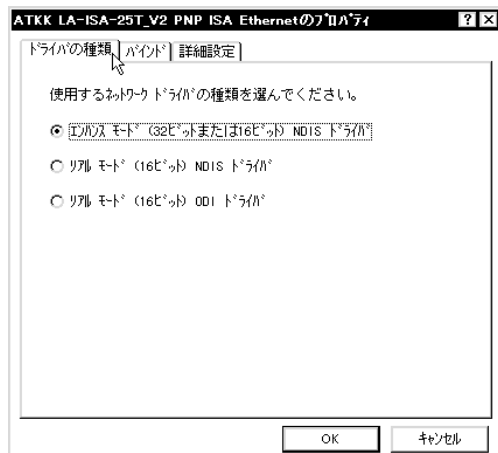 ATKK LA-ISA-25T_V2 PNP ISA Ethernetのﾌﾟﾛﾊﾟﾃｨ
ﾄﾞﾗｲﾊﾞの種類 ﾊﾞｲﾝﾄﾞ 詳細設定
使用するﾈｯﾄﾜｰｸ ﾄﾞﾗｲﾊﾞの種類を選んでください。
ｴﾝﾊﾝｽ ﾓｰﾄﾞ (32ﾋﾞｯﾄまたは16ﾋﾞｯﾄ) NDIS ﾄﾞﾗｲﾊﾞ
ﾘｱﾙ ﾓｰﾄﾞ (16ﾋﾞｯﾄ) NDIS ﾄﾞﾗｲﾊﾞ
ﾘｱﾙ ﾓｰﾄﾞ (16ﾋﾞｯﾄ) ODI ﾄﾞﾗｲﾊﾞ
OK ｷｬﾝｾﾙ